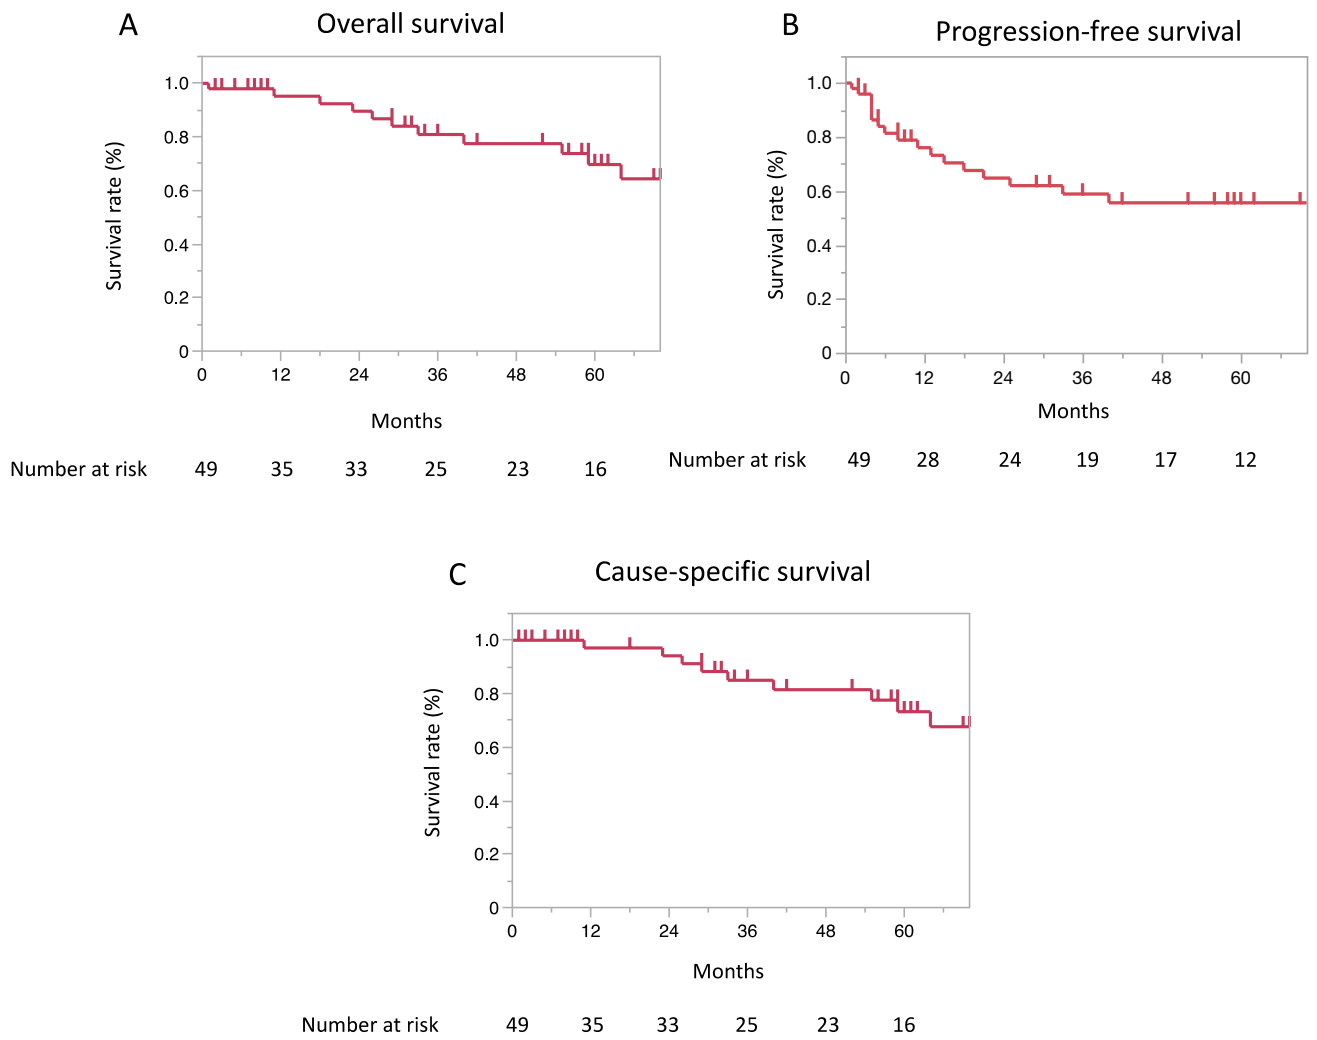 A Overall survival
Survival rate (%)
1.0
0.8
0.6
0.4
0.2
0
0 12 24 36 48 60
Months
Number at risk 49 35 33 25 23 16
B Progression-free survival
Survival rate (%)
1.0
0.8
0.6
0.4
0.2
0
0 12 24 36 48 60
Months
Number at risk 49 28 24 19 17 12
C Cause-specific survival
Survival rate (%)
1.0
0.8
0.6
0.4
0.2
0
0 12 24 36 48 60
Months
Number at risk 49 35 33 25 23 16